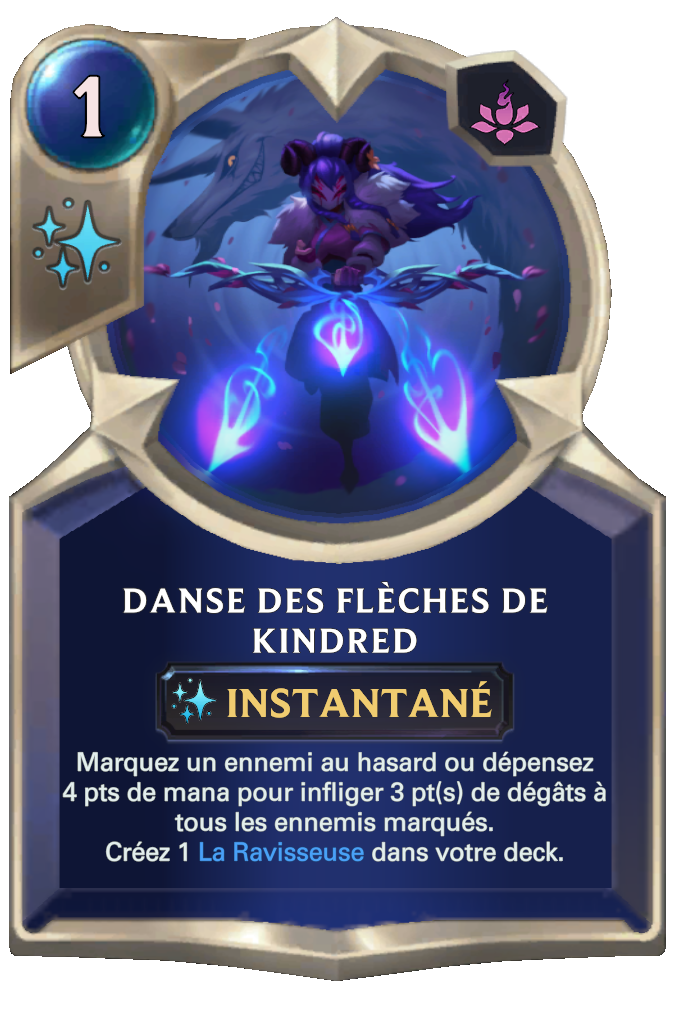 1
DANSE DES FLÈCHES DE
KINDRED
INSTANTANÉ
Marquez un ennemi au hasard ou dépensez
4 pts de mana pour infliger 3 pt(s) de dégâts à
tous les ennemis marqués.
Créez 1 La Ravisseuse dans votre deck.